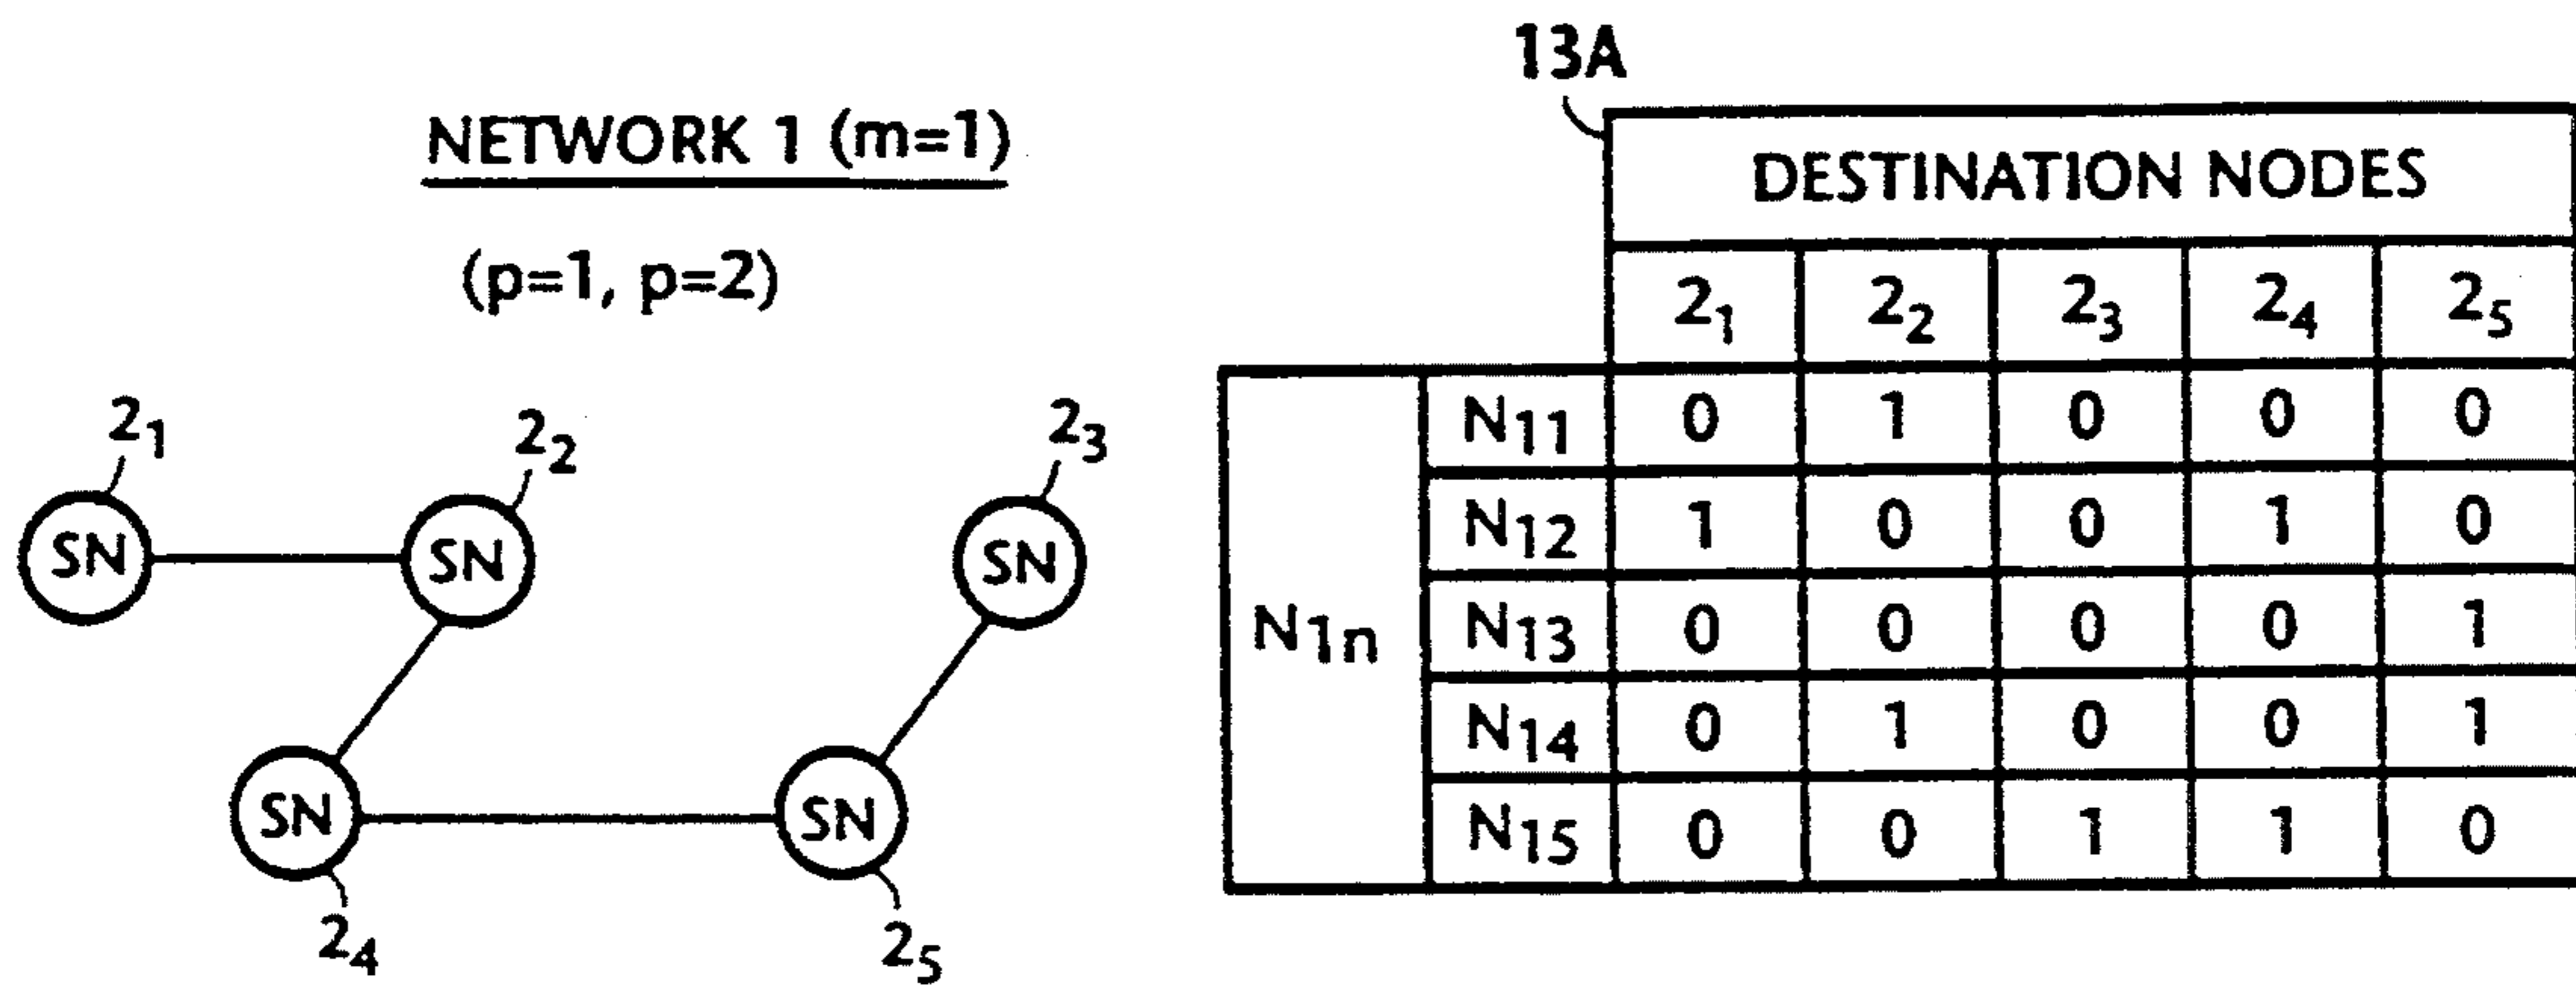 NETWORK 1 (m=1)
(p=1, p=2)
2₁
2₂
2₃
SN
SN
SN
SN
SN
2₄
2₅
13A
DESTINATION NODES
2₁ 2₂ 2₃ 2₄ 2₅
N₁ₙ
N₁₁ 0 1 0 0 0
N₁₂ 1 0 0 1 0
N₁₃ 0 0 0 0 1
N₁₄ 0 1 0 0 1
N₁₅ 0 0 1 1 0